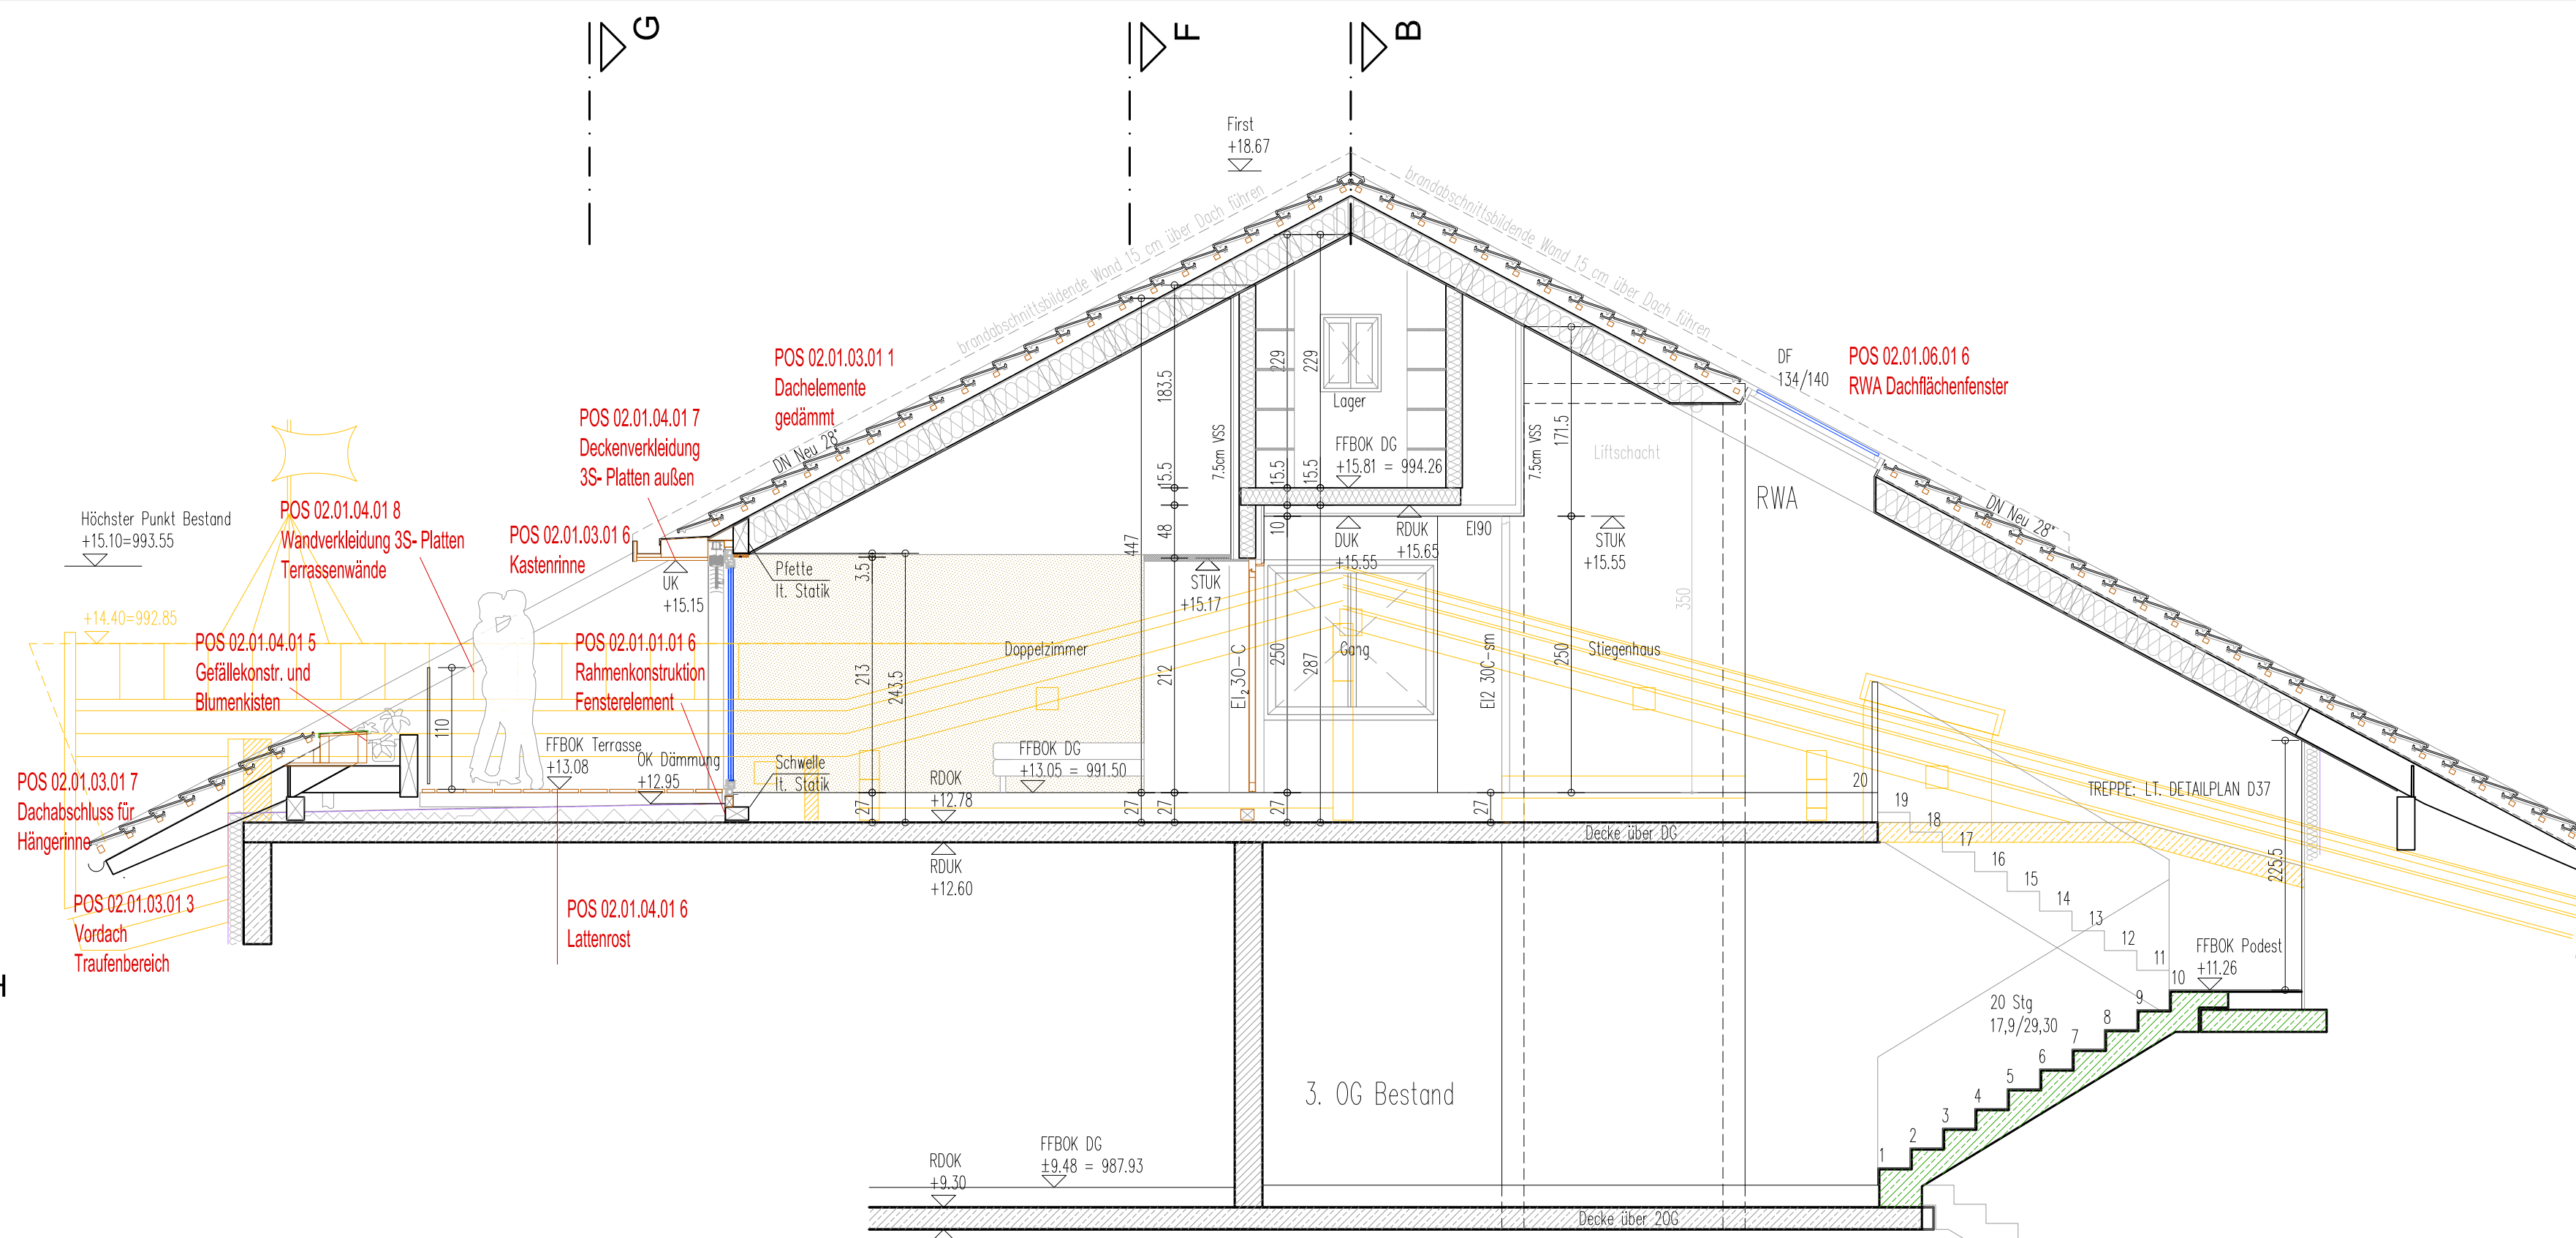 G
F
B
First
+18.67
brandabschnittsbildende Wand 15 cm über Dach führen
brandabschnittsbildende Wand 15 cm über Dach führen
POS 02.01.03.01 1
Dachelemente
gedämmt
DF
134/140
POS 02.01.06.01 6
RWA Dachflächenfenster
POS 02.01.04.01 7
Deckenverkleidung
3S- Platten außen
DN Neu 28°
183.5
229
229
Lager
7.5cm VSS
7.5cm VSS
171.5
Liftschacht
FFBOK DG
+15.81 = 994.26
15.5
15.5
15.5
RWA
DN Neu 28°
Höchster Punkt Bestand
+15.10=993.55
POS 02.01.04.01 8
Wandverkleidung 3S- Platten
Terrassenwände
POS 02.01.03.01 6
Kastenrinne
447
48
10
DUK
+15.55
RDUK
+15.65
EI90
STUK
+15.55
Pfette
lt. Statik
3.5
UK
+15.15
STUK
+15.17
350
+14.40=992.85
POS 02.01.04.01 5
Gefällekonstr. und
Blumenkisten
POS 02.01.01.01 6
Rahmenkonstruktion
Fensterelement
Doppelzimmer
Gang
Stiegenhaus
213
243.5
212
EI₂30-C
250
287
EI2 30C-sm
250
110
FFBOK Terrasse
+13.08
OK Dämmung
+12.95
Schwelle
lt. Statik
FFBOK DG
+13.05 = 991.50
RDOK
+12.78
27
27
27
27
27
POS 02.01.03.01 7
Dachabschluss für
Hängerinne
TREPPE: LT. DETAILPLAN D37
20
19
18
17
16
15
14
13
12
11
10
Decke über DG
RDUK
+12.60
225.5
POS 02.01.03.01 3
Vordach
Traufenbereich
POS 02.01.04.01 6
Lattenrost
FFBOK Podest
+11.26
H
20 Stg
17,9/29,30
9
8
7
6
5
4
3
2
1
3. OG Bestand
FFBOK DG
±9.48 = 987.93
RDOK
+9.30
Decke über 2OG